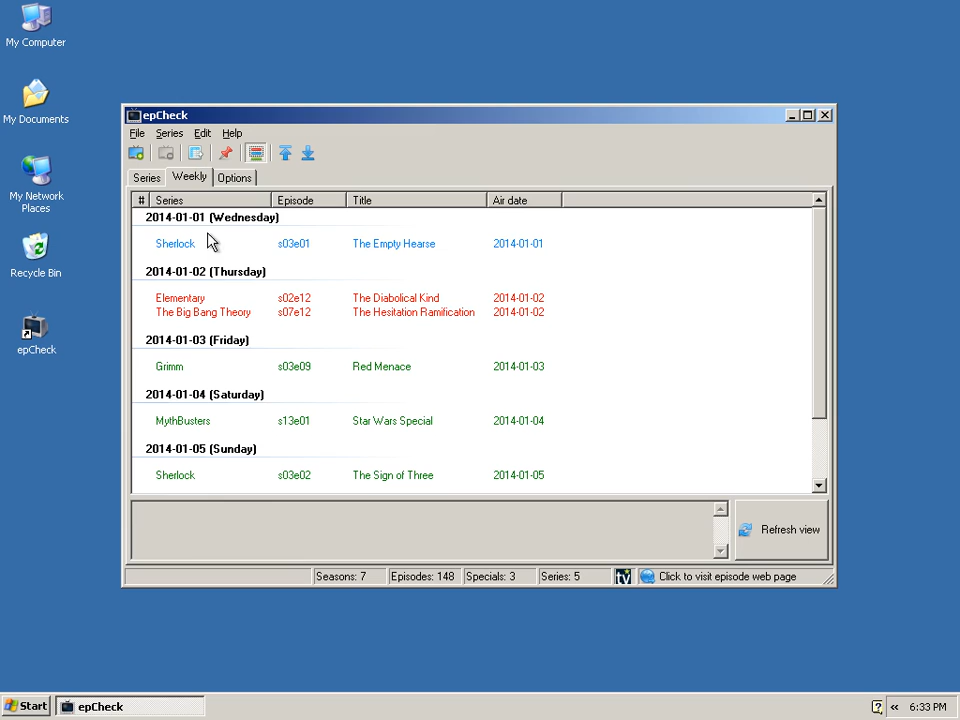 My Computer
My Documents
My Network
Places
Recycle Bin
epCheck
epCheck
File Series Edit Help
Series Weekly Options
# Series Episode Title Air date
2014-01-01 (Wednesday)
Sherlock s03e01 The Empty Hearse 2014-01-01
2014-01-02 (Thursday)
Elementary s02e12 The Diabolical Kind 2014-01-02
The Big Bang Theory s07e12 The Hesitation Ramification 2014-01-02
2014-01-03 (Friday)
Grimm s03e09 Red Menace 2014-01-03
2014-01-04 (Saturday)
MythBusters s13e01 Star Wars Special 2014-01-04
2014-01-05 (Sunday)
Sherlock s03e02 The Sign of Three 2014-01-05
Refresh view
Seasons: 7 Episodes: 148 Specials: 3 Series: 5 tv Click to visit episode web page
Start epCheck ? « 6:33 PM